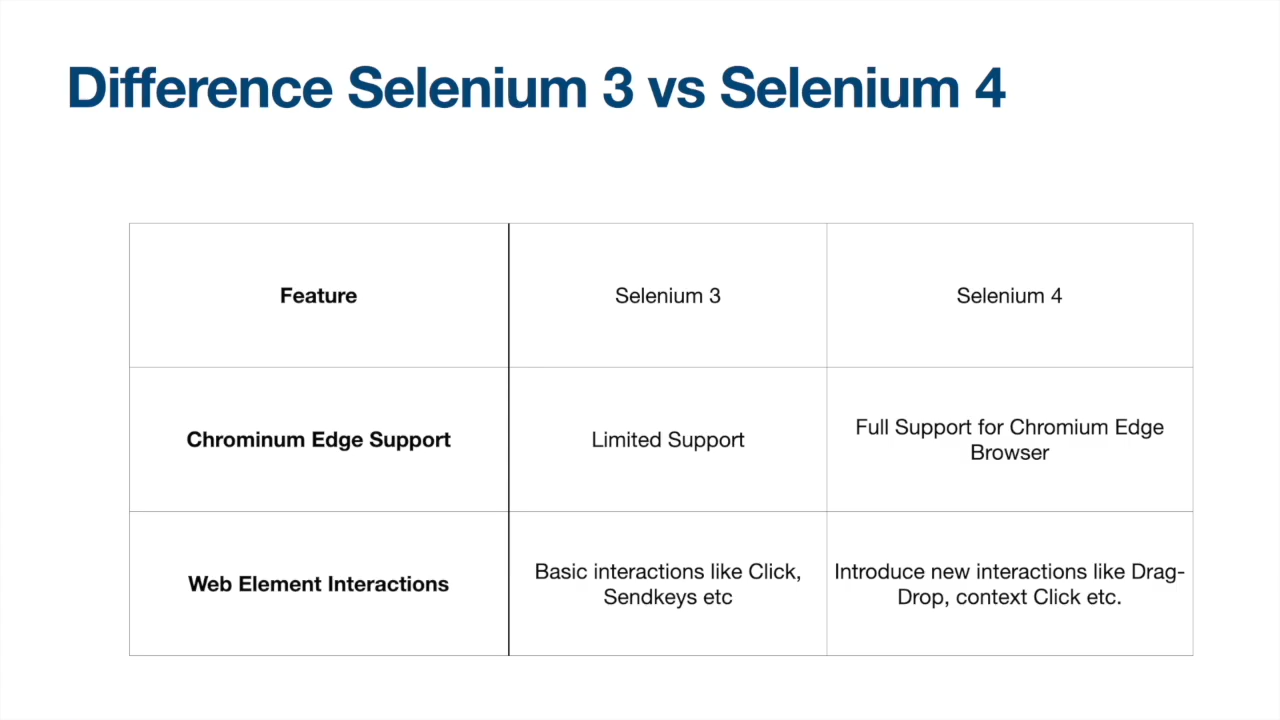 Difference Selenium 3 vs Selenium 4
Feature
Selenium 3
Selenium 4
Chrominum Edge Support
Limited Support
Full Support for Chromium Edge
Browser
Web Element Interactions
Basic interactions like Click,
Sendkeys etc
Introduce new interactions like Drag-
Drop, context Click etc.